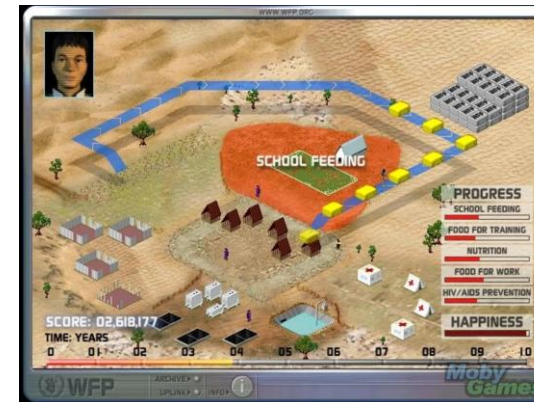 WWW.WFP.ORG
SCHOOL FEEDING
PROGRESS
SCHOOL FEEDING
FOOD FOR TRAINING
NUTRITION
FOOD FOR WORK
HIV/AIDS PREVENTION
HAPPINESS
SCORE: 02,618,177
TIME: YEARS
0 01 02 03 04 05 06 07 08 09 10
WFP
ARCHIVE
UPLINK
INFO
i
Moby
Games